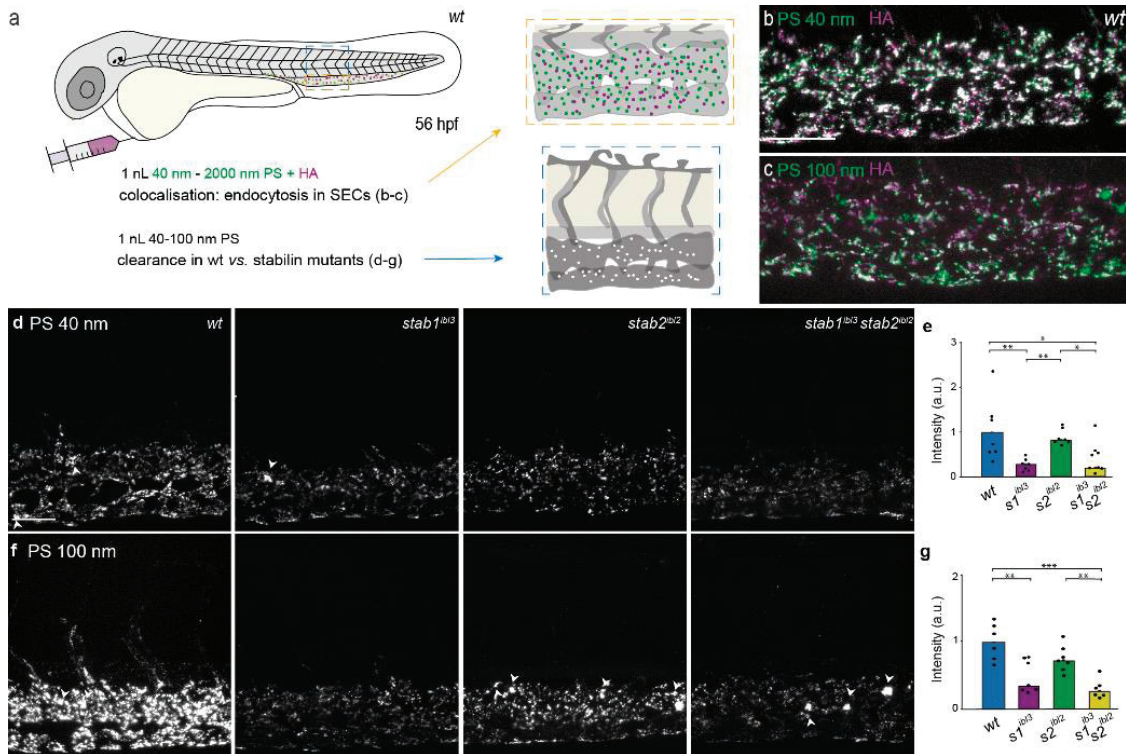 a
wt
56 hpf
1 nL 40 nm - 2000 nm PS + HA
colocalisation: endocytosis in SECs (b-c)
1 nL 40-100 nm PS
clearance in wt vs. stabilin mutants (d-g)
b PS 40 nm HA wt
c PS 100 nm HA
d PS 40 nm wt
stab1ibl3
stab2ibl2
stab1ibl3 stab2ibl2
e
Intensity (a.u.)
3
2
1
0
*
** *
**
wt
s1ibl3
s2ibl2
s1ib3
s2ibl2
f PS 100 nm
g
Intensity (a.u.)
2
1
0
***
** **
wt
s1ibl3
s2ibl2
s1ib3
s2ibl2